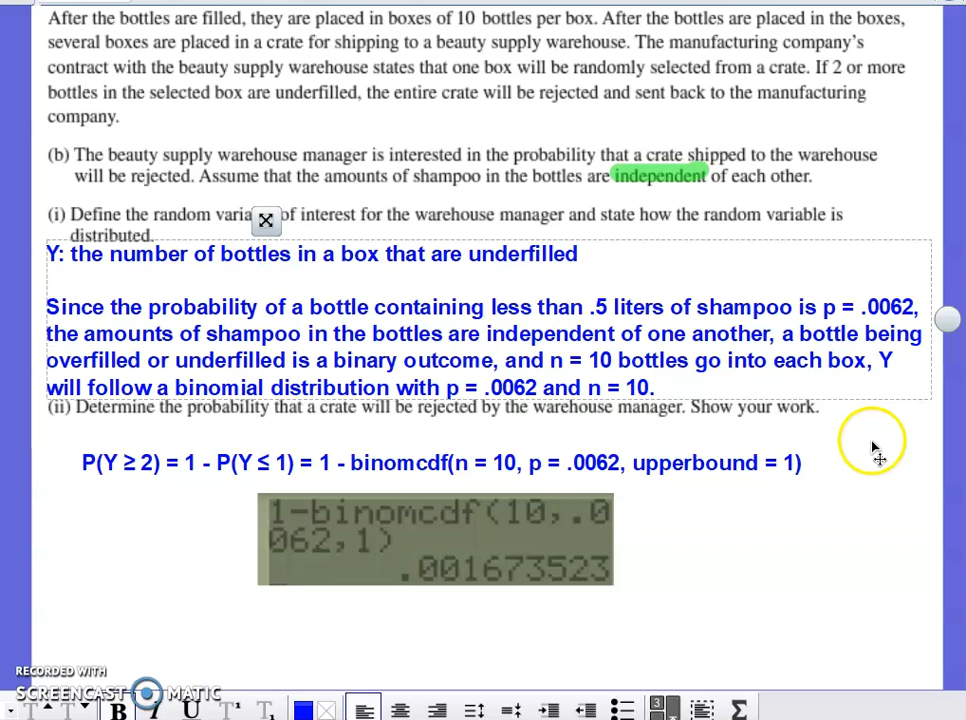 After the bottles are filled, they are placed in boxes of 10 bottles per box. After the bottles are placed in the boxes,
several boxes are placed in a crate for shipping to a beauty supply warehouse. The manufacturing company's
contract with the beauty supply warehouse states that one box will be randomly selected from a crate. If 2 or more
bottles in the selected box are underfilled, the entire crate will be rejected and sent back to the manufacturing
company.
(b) The beauty supply warehouse manager is interested in the probability that a crate shipped to the warehouse
will be rejected. Assume that the amounts of shampoo in the bottles are independent of each other.
(i) Define the random varia of interest for the warehouse manager and state how the random variable is
distributed.
Y: the number of bottles in a box that are underfilled
Since the probability of a bottle containing less than .5 liters of shampoo is p = .0062,
the amounts of shampoo in the bottles are independent of one another, a bottle being
overfilled or underfilled is a binary outcome, and n = 10 bottles go into each box, Y
will follow a binomial distribution with p = .0062 and n = 10.
(ii) Determine the probability that a crate will be rejected by the warehouse manager. Show your work.
P(Y ≥ 2) = 1 - P(Y ≤ 1) = 1 - binomcdf(n = 10, p = .0062, upperbound = 1)
1-binomcdf(10,.0
062,1)
.001673523
RECORDED WITH
SCREENCAST MATIC
T T B I U T¹ T₁ 3 Σ